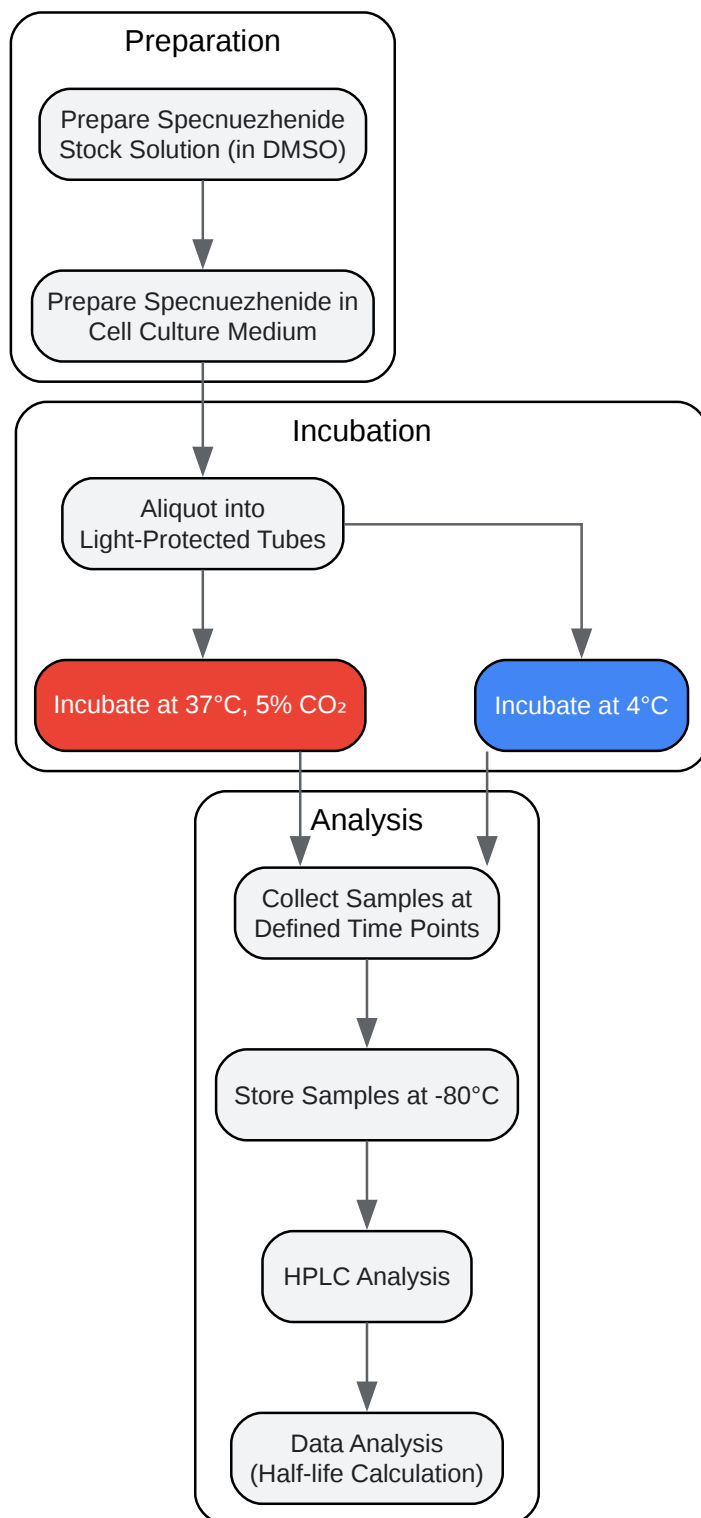 Preparation
Prepare Specnuezhenide
Stock Solution (in DMSO)
Prepare Specnuezhenide in
Cell Culture Medium
Incubation
Aliquot into
Light-Protected Tubes
Incubate at 37°C, 5% CO₂
Incubate at 4°C
Analysis
Collect Samples at
Defined Time Points
Store Samples at -80°C
HPLC Analysis
Data Analysis
(Half-life Calculation)